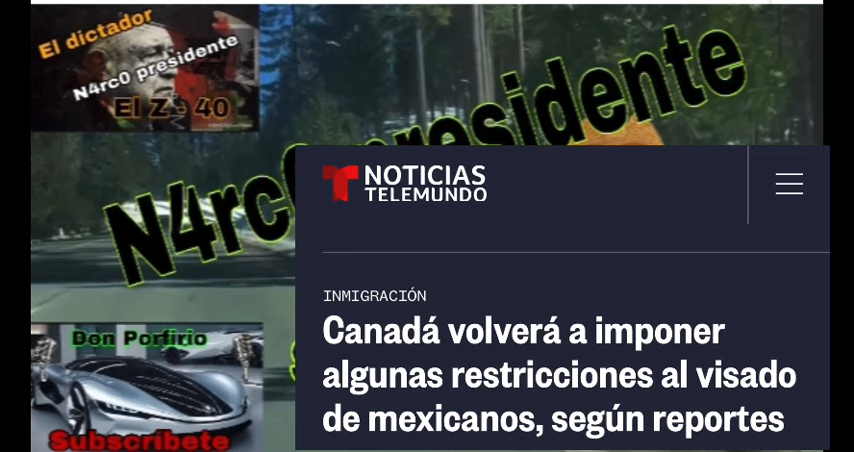 El dictador
N4rc0 presidente
El Z - 40
N4rc0 presidente
NOTICIAS
TELEMUNDO
INMIGRACIÓN
Canadá volverá a imponer
algunas restricciones al visado
de mexicanos, según reportes
Don Porfirio
Subscríbete